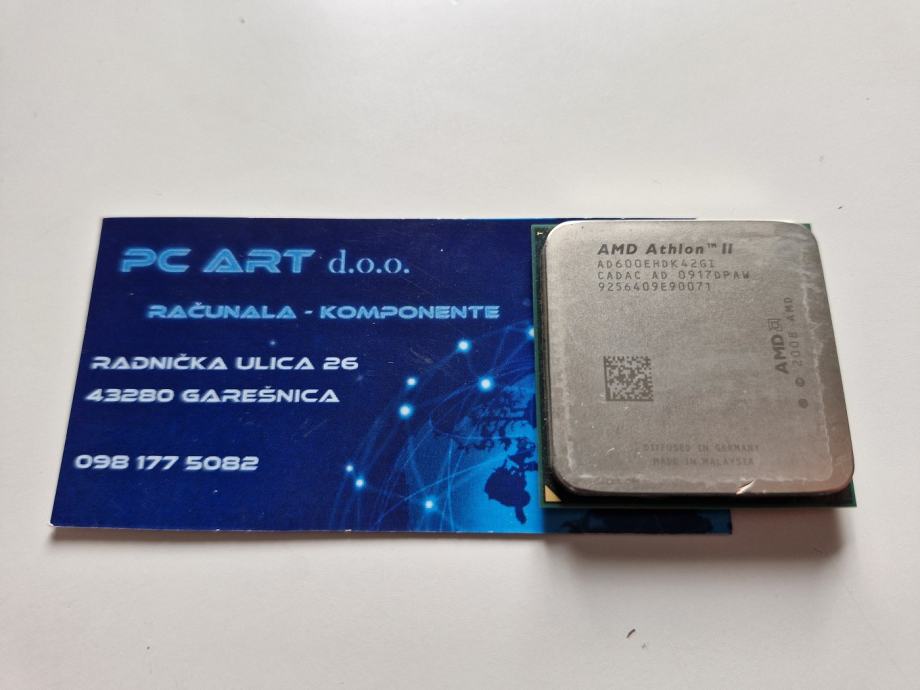 PC ART d.o.o.
RAČUNALA - KOMPONENTE
RADNIČKA ULICA 26
43280 GAREŠNICA
098 177 5082
AMD Athlon™ II
AD600EHDK42GI
CADAC AD 0917DPAW
9256409E90071
AMD
© 2008 AMD
DIFFUSED IN GERMANY
MADE IN MALAYSIA